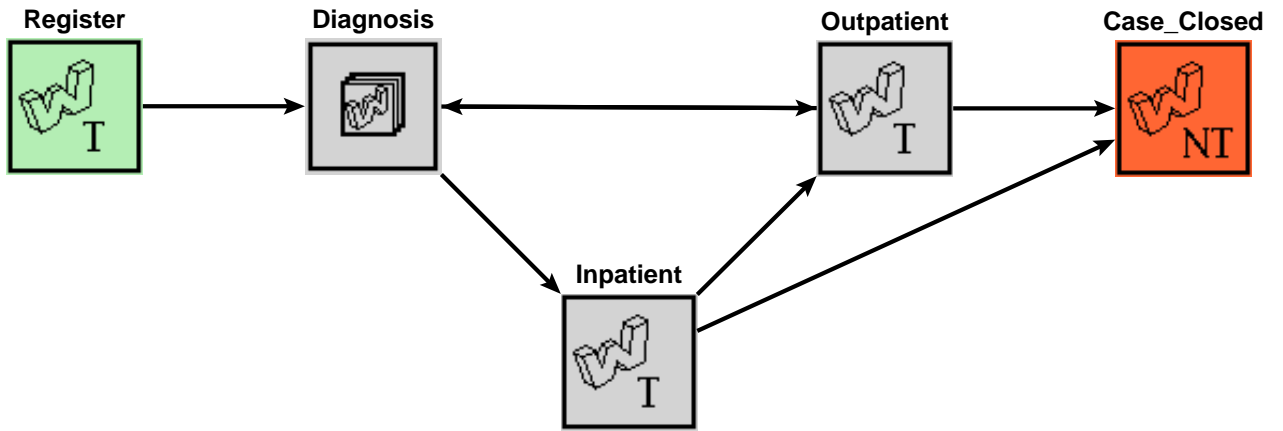 Register
Diagnosis
Outpatient
Case_Closed
W
T
W
W
T
W
NT
Inpatient
W
T